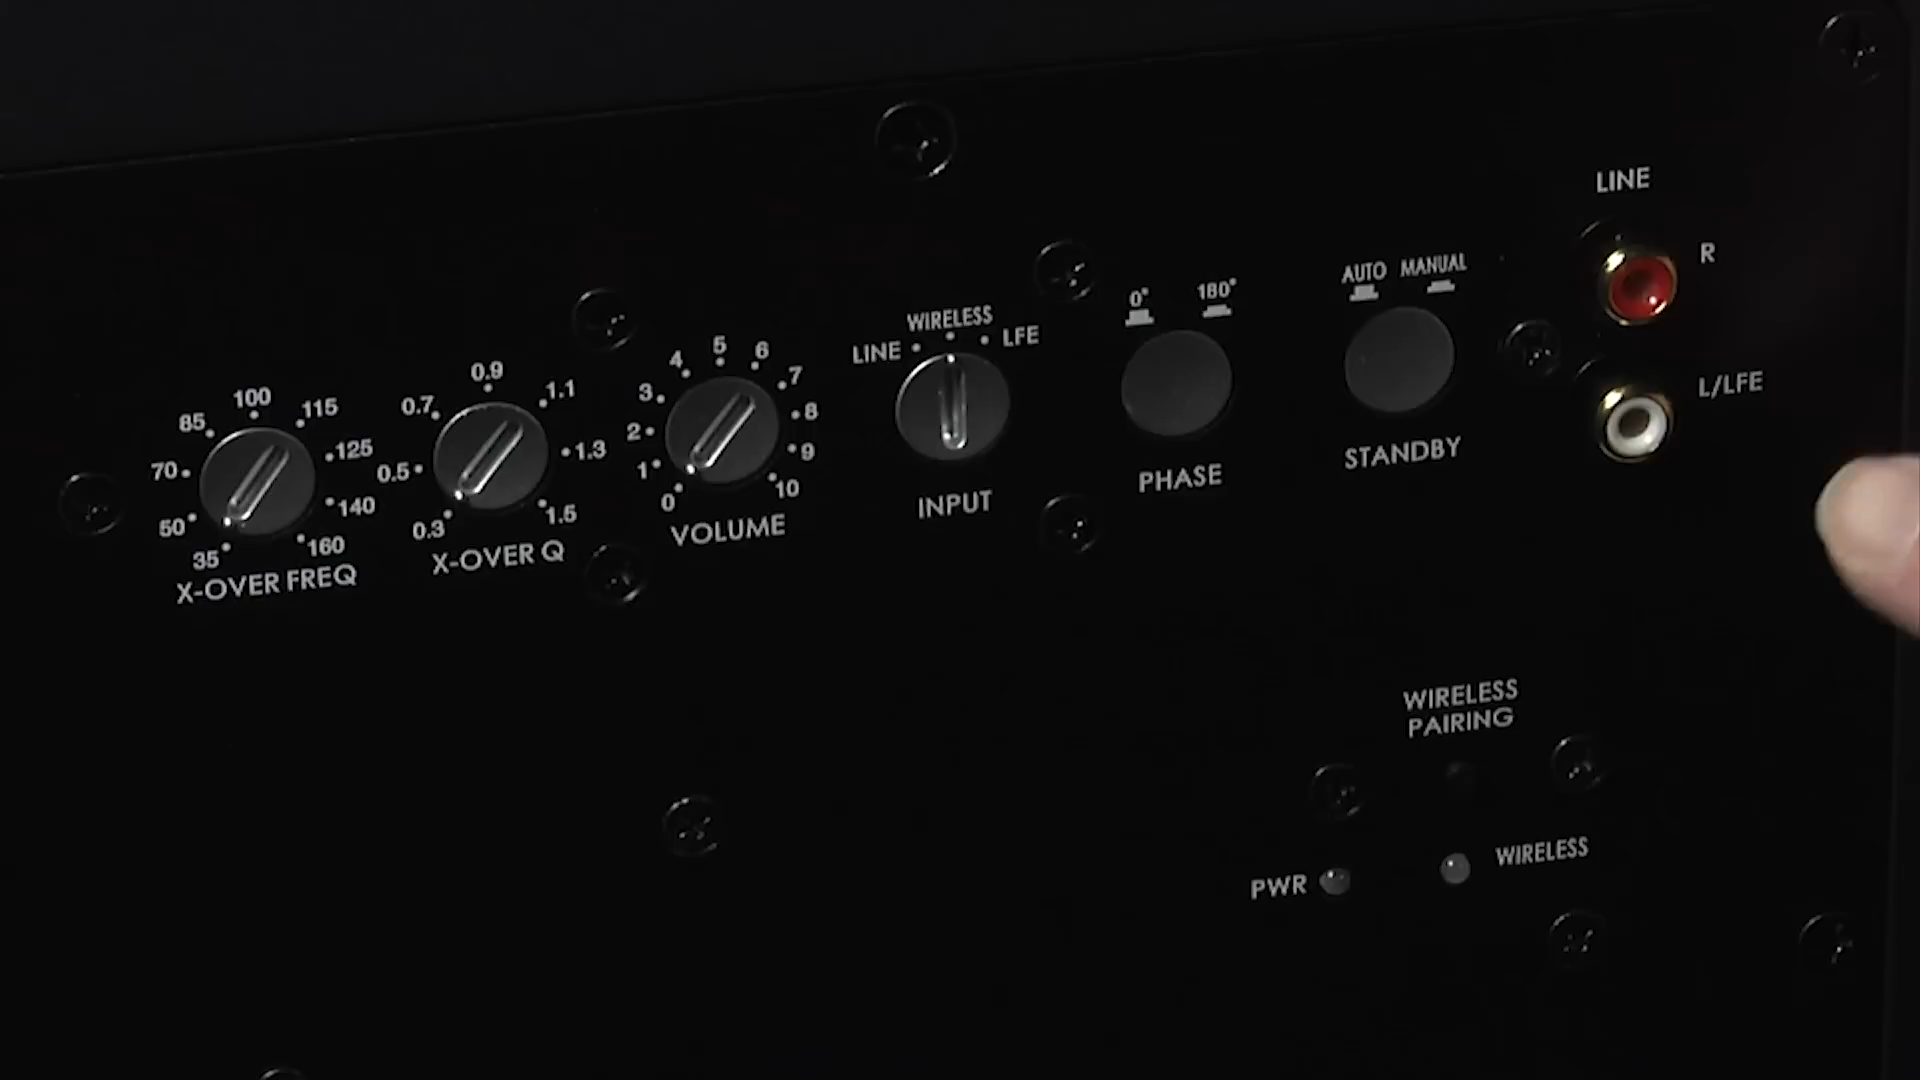 LINE
R
L/LFE
AUTO MANUAL
STANDBY
0° 180°
PHASE
WIRELESS
LINE • • • LFE
INPUT
0 1 2 3 4 5 6 7 8 9 10
VOLUME
0.3 0.5 0.7 0.9 1.1 1.3 1.5
X-OVER Q
35 50 70 85 100 115 125 140 160
X-OVER FREQ
WIRELESS
PAIRING
PWR
WIRELESS